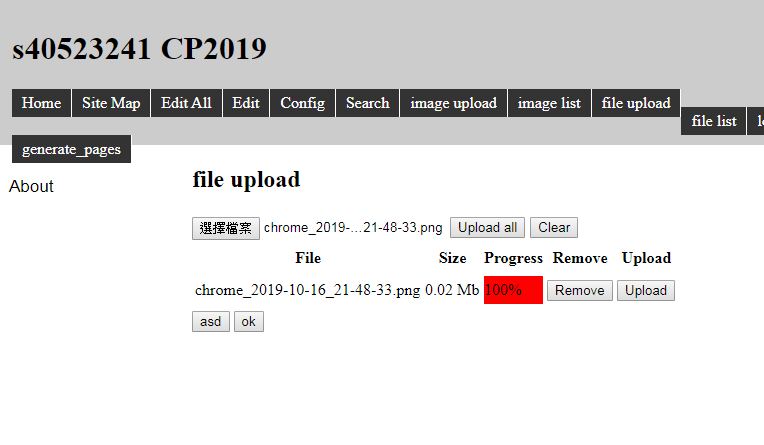 s40523241 CP2019
Home Site Map Edit All Edit Config Search image upload image list file upload
file list
generate_pages
About
file upload
選擇檔案 chrome_2019-...21-48-33.png Upload all Clear
File Size Progress Remove Upload
chrome_2019-10-16_21-48-33.png 0.02 Mb 100% Remove Upload
asd ok